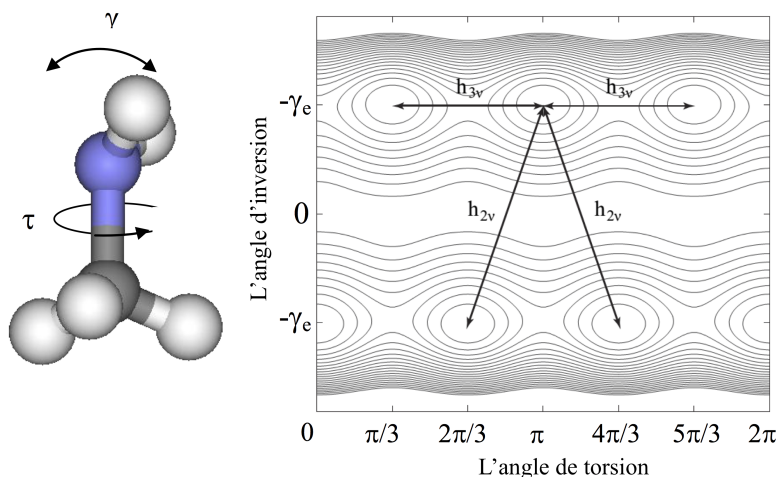 γ
τ
L'angle d'inversion
-γe
0
-γe
h3ν
h3ν
h2ν
h2ν
0
π/3
2π/3
π
4π/3
5π/3
2π
L'angle de torsion